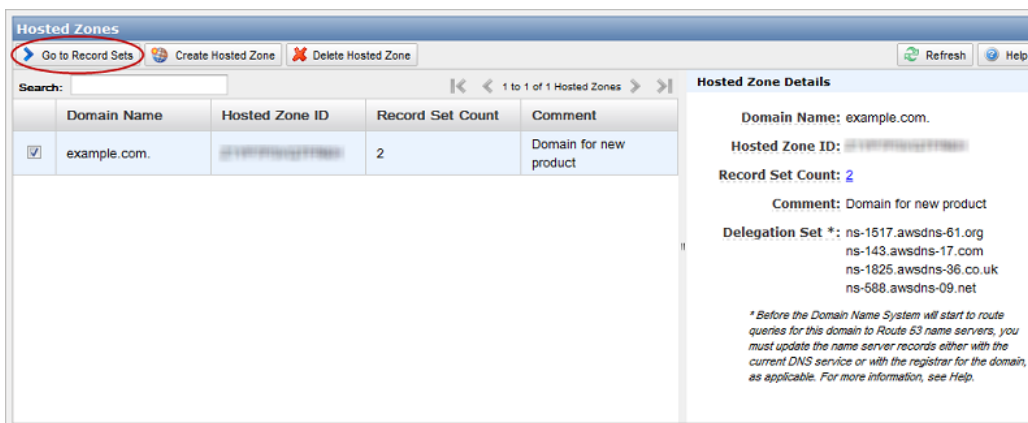 Hosted Zones
Go to Record Sets Create Hosted Zone Delete Hosted Zone Refresh Help
Search: 1 to 1 of 1 Hosted Zones
Domain Name Hosted Zone ID Record Set Count Comment
example.com. 2 Domain for new product
Hosted Zone Details
Domain Name: example.com.
Hosted Zone ID:
Record Set Count: 2
Comment: Domain for new product
Delegation Set *: ns-1517.awsdns-61.org
ns-143.awsdns-17.com
ns-1825.awsdns-36.co.uk
ns-588.awsdns-09.net
* Before the Domain Name System will start to route
queries for this domain to Route 53 name servers, you
must update the name server records either with the
current DNS service or with the registrar for the domain,
as applicable. For more information, see Help.